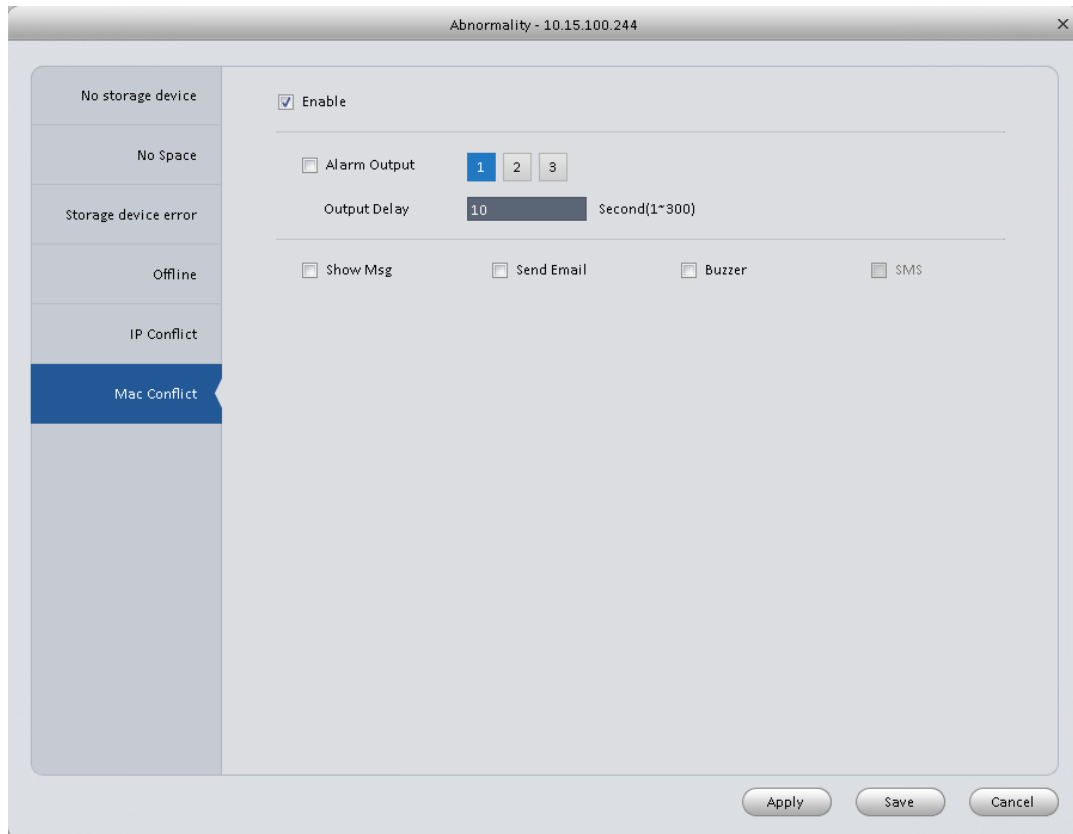 Abnormality - 10.15.100.244
No storage device
No Space
Storage device error
Offline
IP Conflict
Mac Conflict
Enable
Alarm Output 1 2 3
Output Delay 10 Second(1~300)
Show Msg Send Email Buzzer SMS
Apply Save Cancel